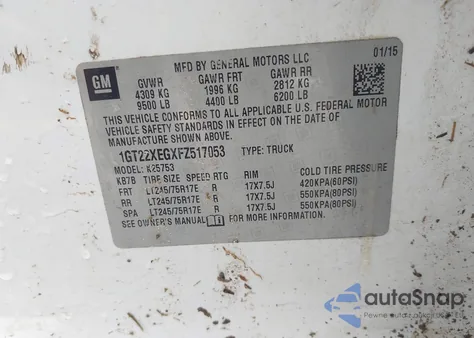 MFD BY GENERAL MOTORS LLC 01/15
GM GVWR GAWR FRT GAWR RR
4309 KG 1996 KG 2812 KG
9500 LB 4400 LB 6200 LB
THIS VEHICLE CONFORMS TO ALL APPLICABLE U.S. FEDERAL MOTOR
VEHICLE SAFETY STANDARDS IN EFFECT ON THE DATE OF
MANUFACTURE SHOWN ABOVE.
1GT22XEGXFZ517053 TYPE: TRUCK
MODEL: K25753
KB7B TIRE SIZE SPEED RTG RIM COLD TIRE PRESSURE
FRT LT245/75R17E R 17X7.5J 420KPA(60PSI)
RR LT245/75R17E R 17X7.5J 550KPA(80PSI)
SPA LT245/75R17E R 17X7.5J 550KPA(80PSI)
SEE OWNER'S MANUAL
autoSnap